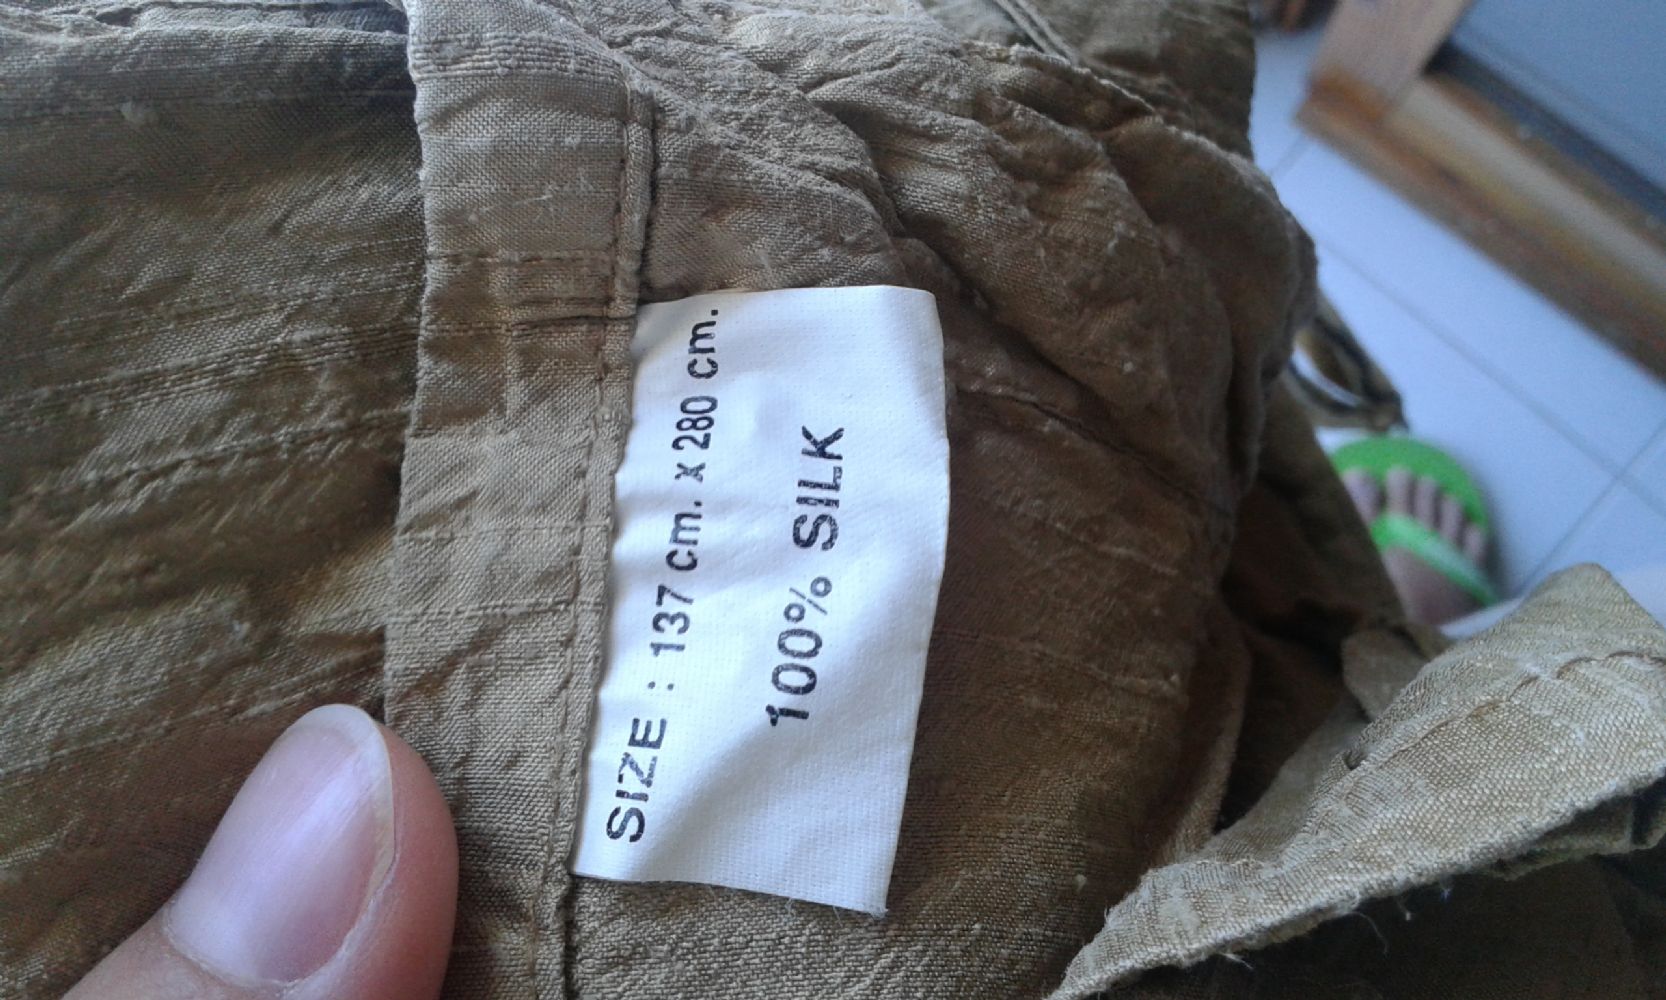 SIZE : 137 cm. x 280 cm.
100% SILK